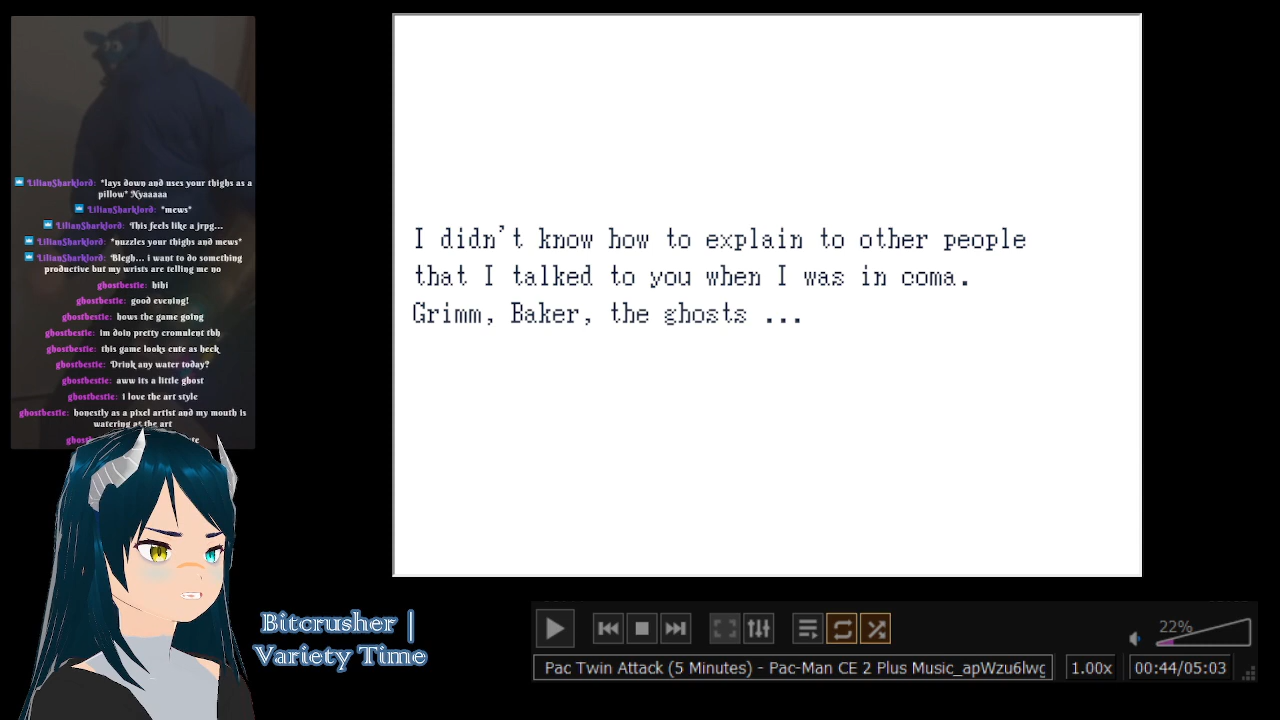 LilianSharklord: *lays down and uses your thighs as a
pillow* Nyaaaaa
LilianSharklord: *mews*
LilianSharklord: This feels like a jrpg...
LilianSharklord: *nuzzles your thighs and mews*
LilianSharklord: Blegh... i want to do something
productive but my wrists are telling me no
ghostbestie: hihi
ghostbestie: good evening!
ghostbestie: hows the game going
ghostbestie: im doin pretty cromulent tbh
ghostbestie: this game looks cute as heck
ghostbestie: Drink any water today?
ghostbestie: aww its a little ghost
ghostbestie: I love the art style
ghostbestie: honestly as a pixel artist and my mouth is
watering at the art
I didn't know how to explain to other people
that I talked to you when I was in coma.
Grimm, Baker, the ghosts ...
Bitcrusher |
Variety Time
22%
Pac Twin Attack (5 Minutes) - Pac-Man CE 2 Plus Music_apWzu6lwg
1.00x
00:44/05:03